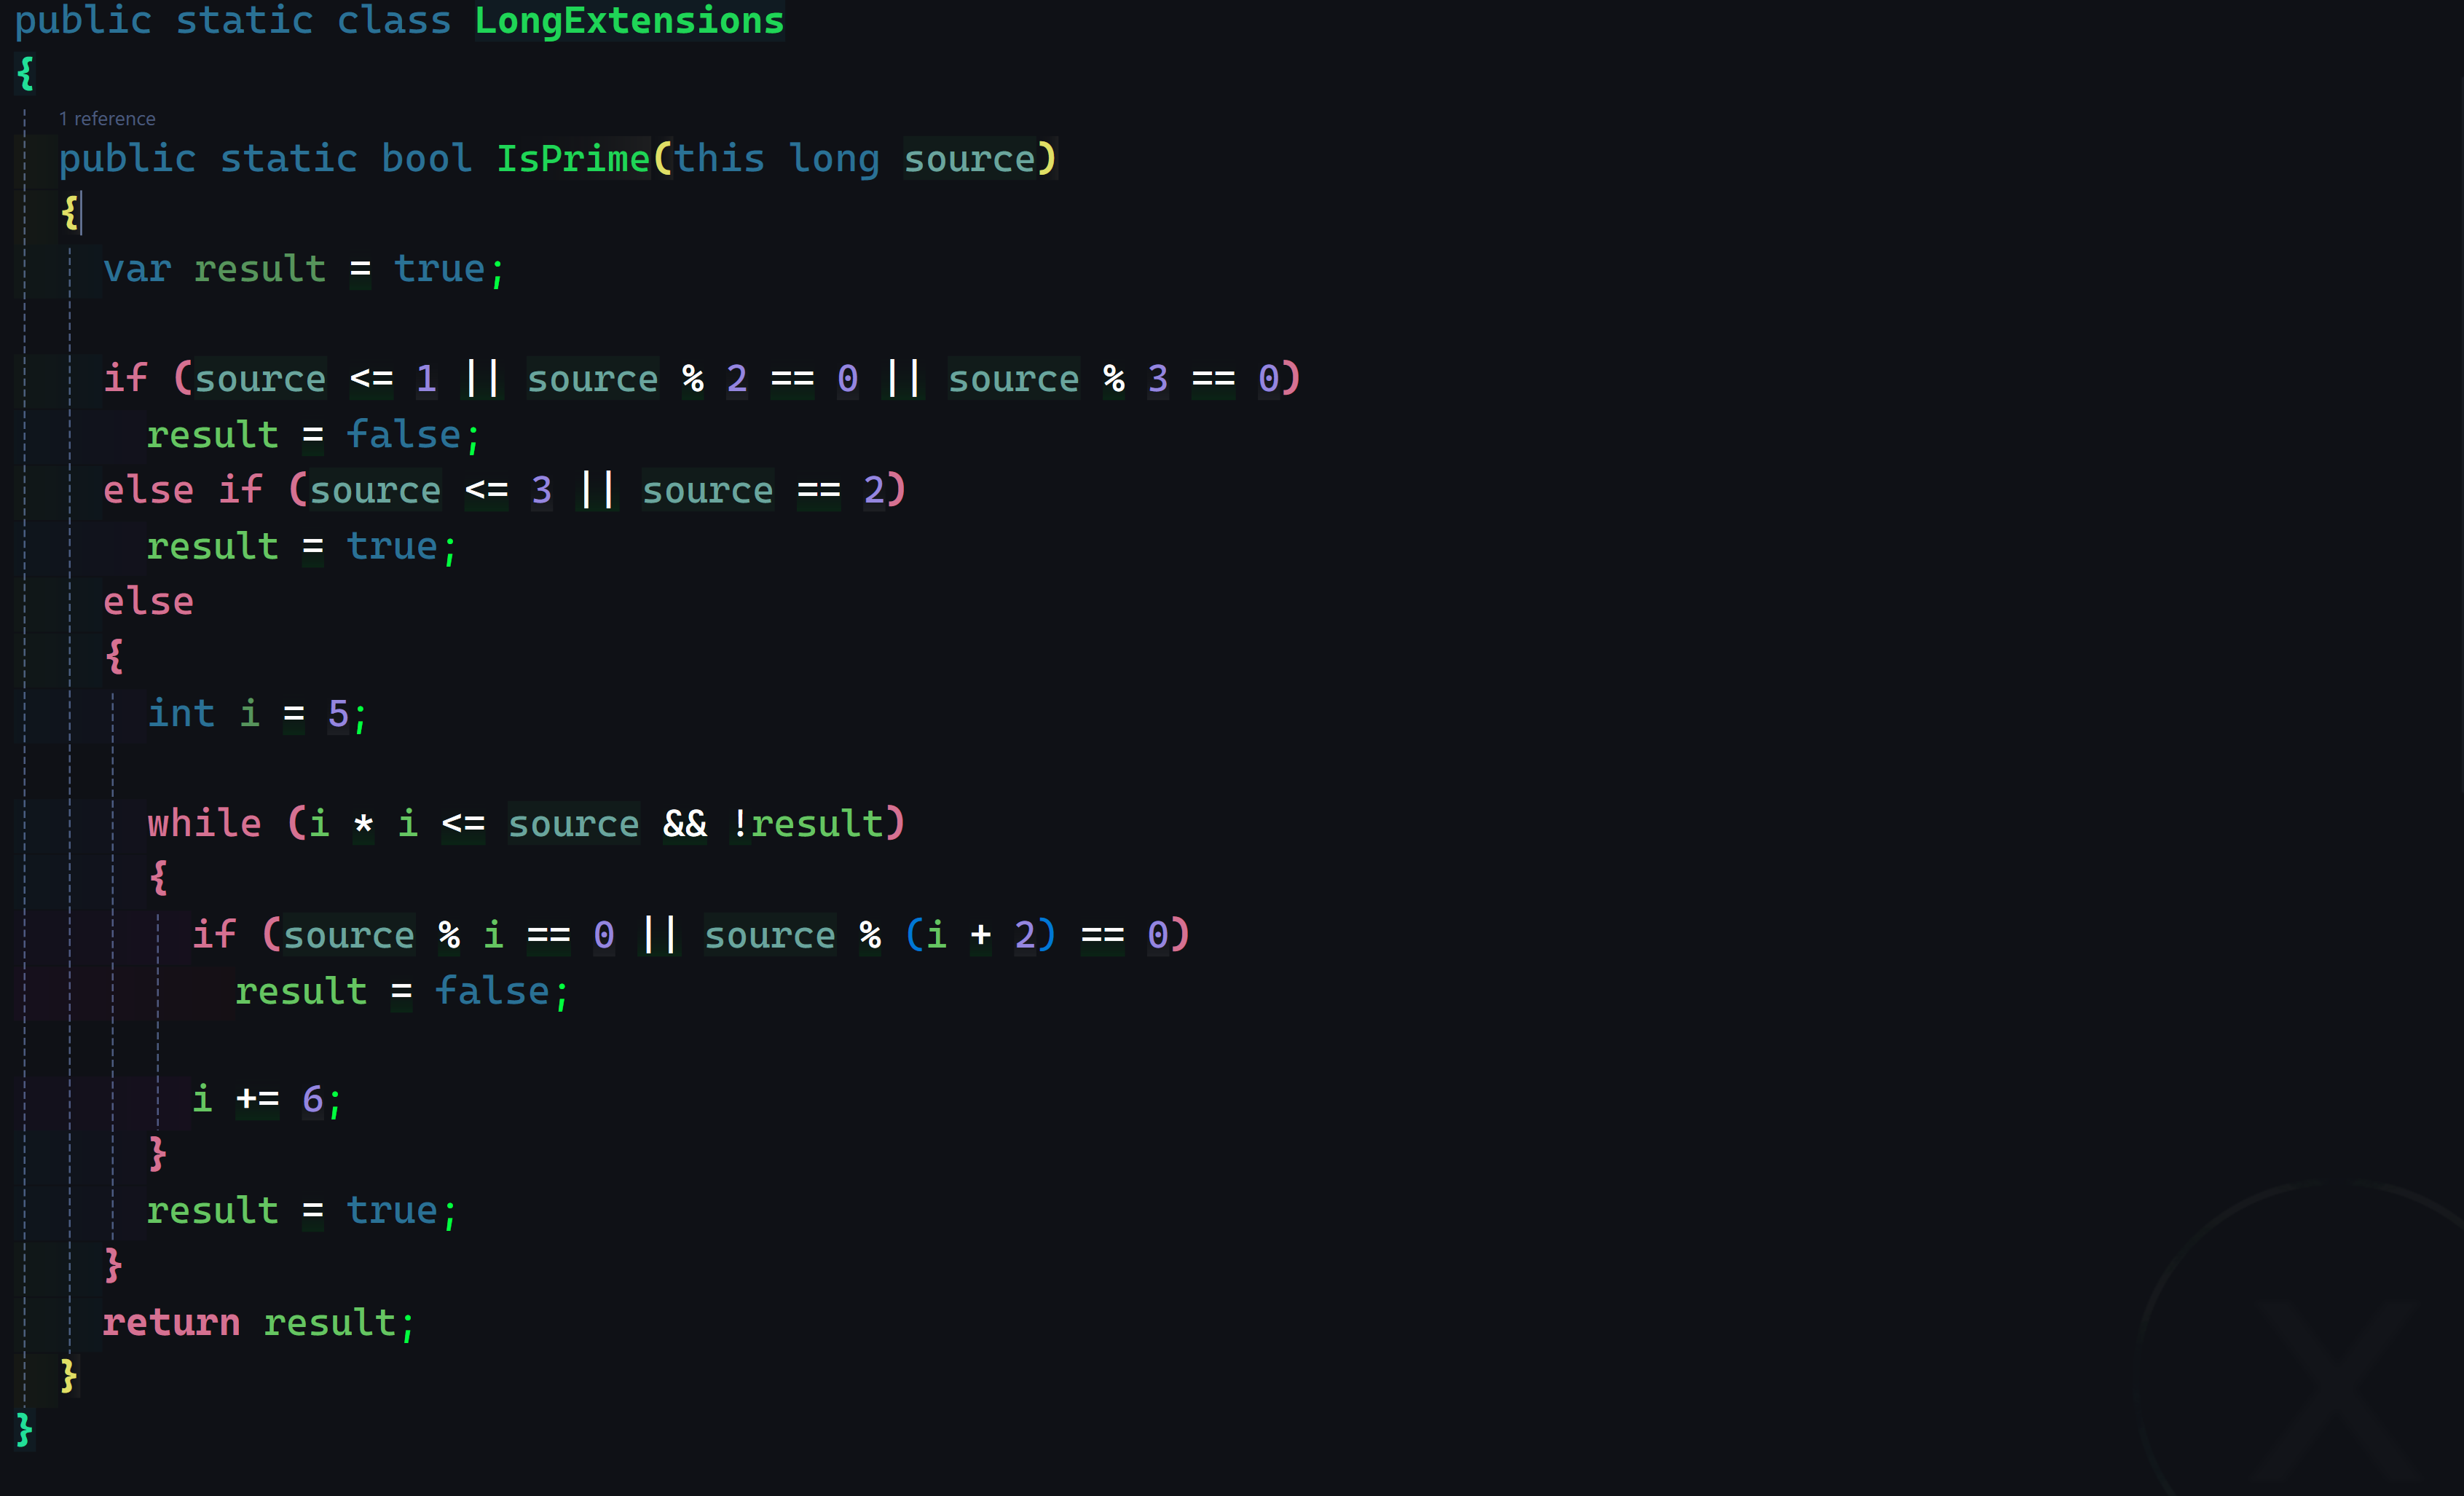 public static class LongExtensions
{
1 reference
public static bool IsPrime(this long source)
{
var result = true;
if (source <= 1 || source % 2 == 0 || source % 3 == 0)
result = false;
else if (source <= 3 || source == 2)
result = true;
else
{
int i = 5;
while (i * i <= source && !result)
{
if (source % i == 0 || source % (i + 2) == 0)
result = false;
i += 6;
}
result = true;
}
return result;
}
}
X